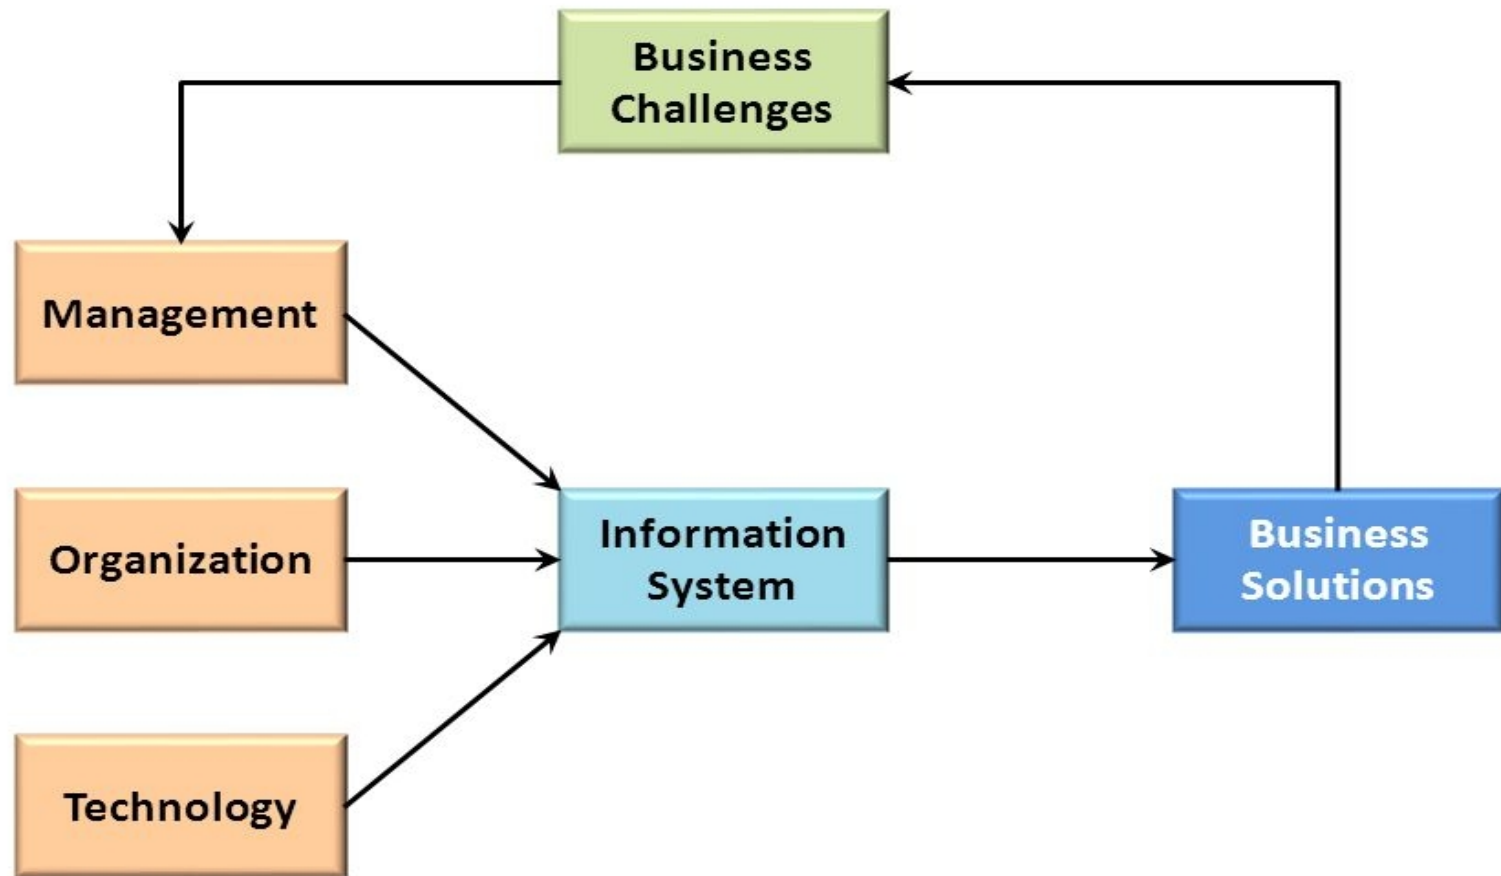 Business
Challenges
Management
Organization
Information
System
Business
Solutions
Technology